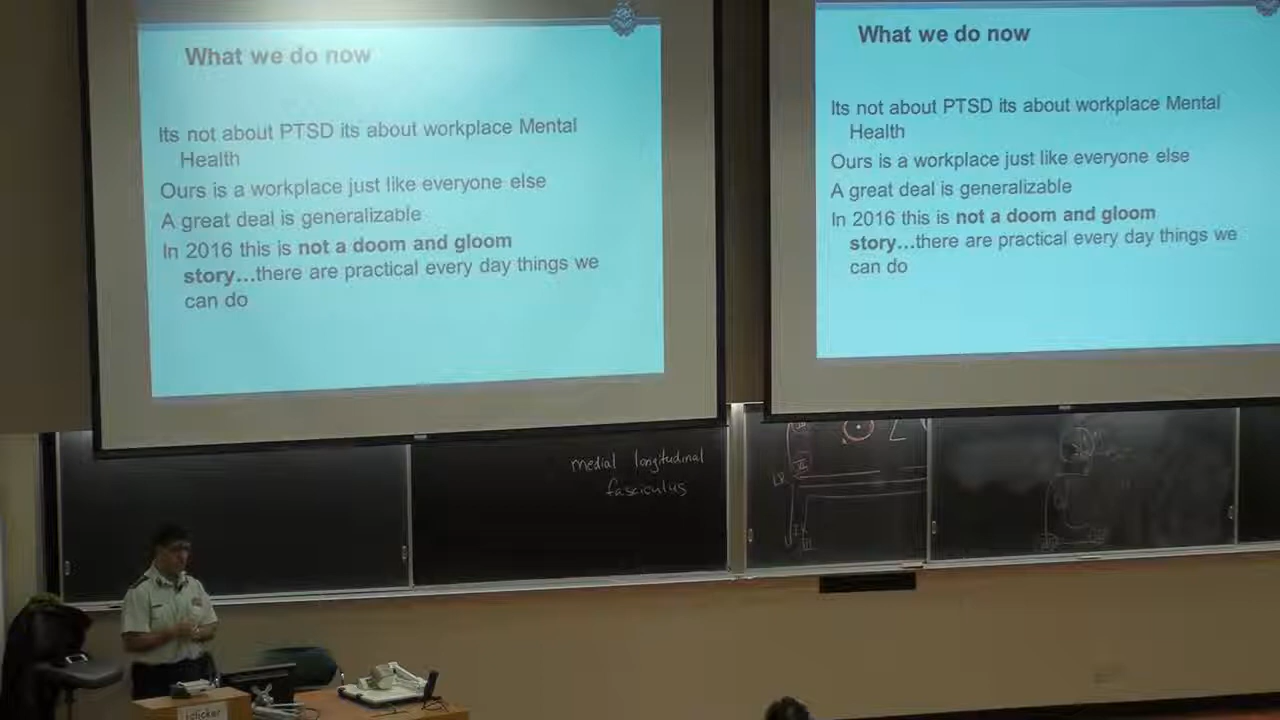 What we do now
Its not about PTSD its about workplace Mental
Health
Ours is a workplace just like everyone else
A great deal is generalizable
In 2016 this is not a doom and gloom
story...there are practical every day things we
can do
What we do now
Its not about PTSD its about workplace Mental
Health
Ours is a workplace just like everyone else
A great deal is generalizable
In 2016 this is not a doom and gloom
story...there are practical every day things we
can do
medial longitudinal
fasciculus